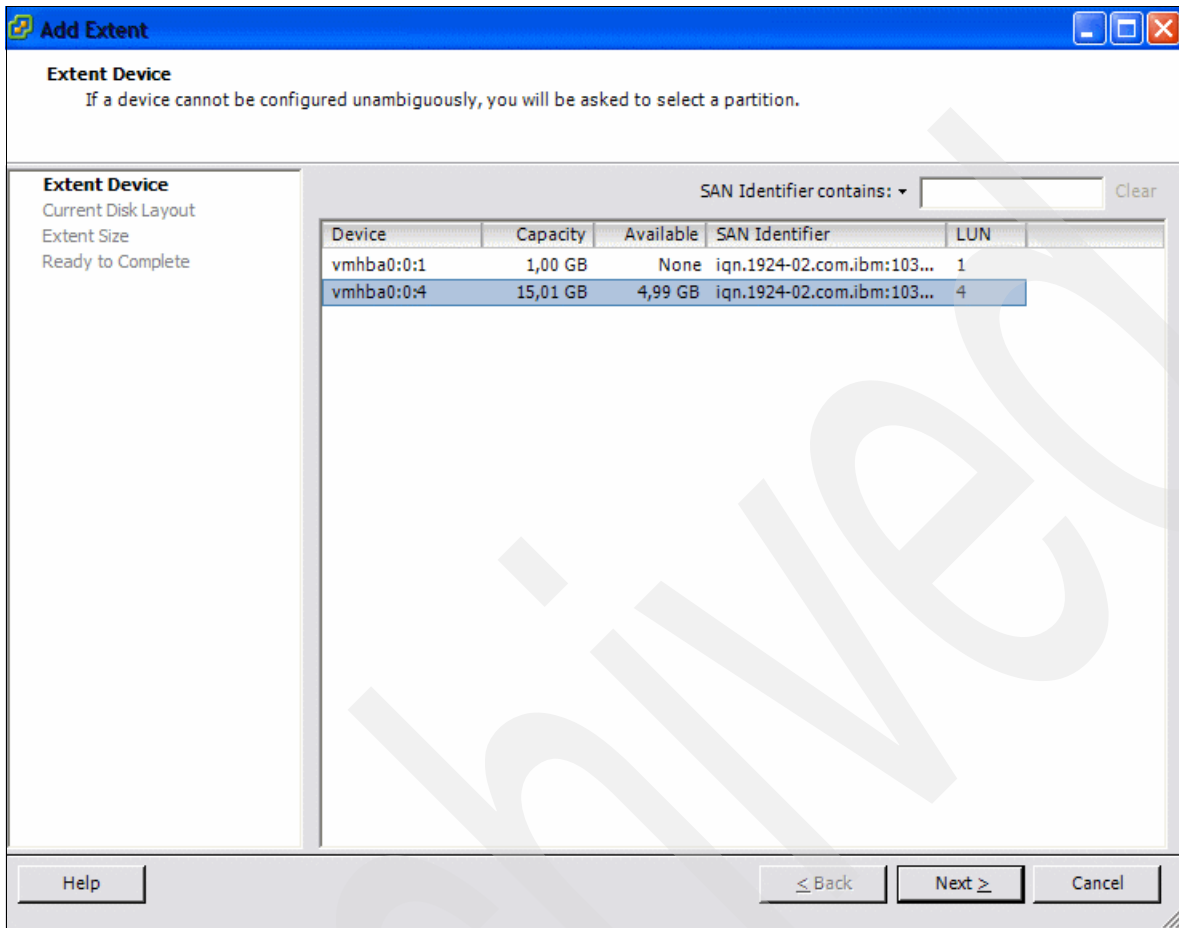 Add Extent
Extent Device
If a device cannot be configured unambiguously, you will be asked to select a partition.
Extent Device
Current Disk Layout
Extent Size
Ready to Complete
SAN Identifier contains: Clear
Device Capacity Available SAN Identifier LUN
vmhba0:0:1 1,00 GB None iqn.1924-02.com.ibm:103... 1
vmhba0:0:4 15,01 GB 4,99 GB iqn.1924-02.com.ibm:103... 4
Help < Back Next > Cancel